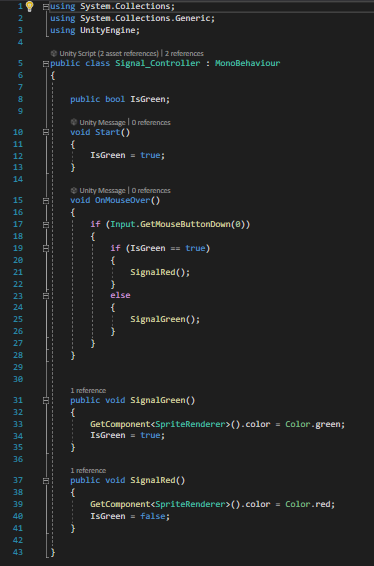 1 using System.Collections;
2 using System.Collections.Generic;
3 using UnityEngine;
4
Unity Script (2 asset references) | 2 references
5 public class Signal_Controller : MonoBehaviour
6 {
7
8 public bool IsGreen;
9
Unity Message | 0 references
10 void Start()
11 {
12 IsGreen = true;
13 }
14
Unity Message | 0 references
15 void OnMouseOver()
16 {
17 if (Input.GetMouseButtonDown(0))
18 {
19 if (IsGreen == true)
20 {
21 SignalRed();
22 }
23 else
24 {
25 SignalGreen();
26 }
27 }
28 }
29
30
1 reference
31 public void SignalGreen()
32 {
33 GetComponent<SpriteRenderer>().color = Color.green;
34 IsGreen = true;
35 }
36
1 reference
37 public void SignalRed()
38 {
39 GetComponent<SpriteRenderer>().color = Color.red;
40 IsGreen = false;
41 }
42
43 }